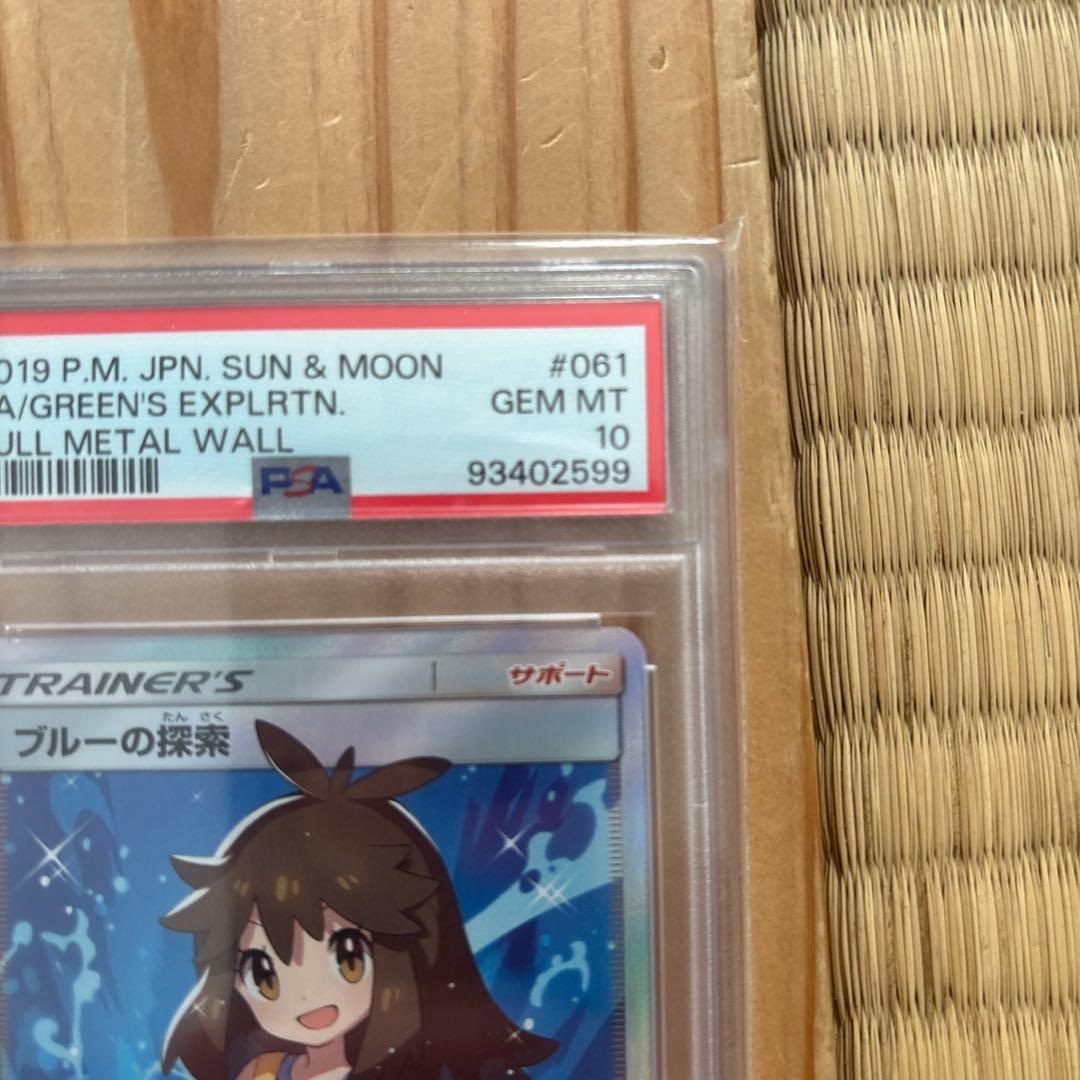 019 P.M. JPN. SUN & MOON #061
A/GREEN'S EXPLRTN. GEM MT
ULL METAL WALL 10
PSA 93402599
TRAINER'S サポート
たん さく
ブルーの探索